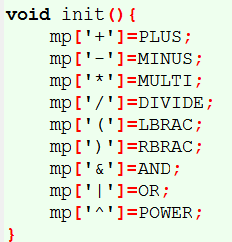 void init(){
    mp['+']=PLUS;
    mp['-']=MINUS;
    mp['*']=MULTI;
    mp['/']=DIVIDE;
    mp['(']=LBRAC;
    mp[')']=RBRAC;
    mp['&']=AND;
    mp['|']=OR;
    mp['^']=POWER;
}